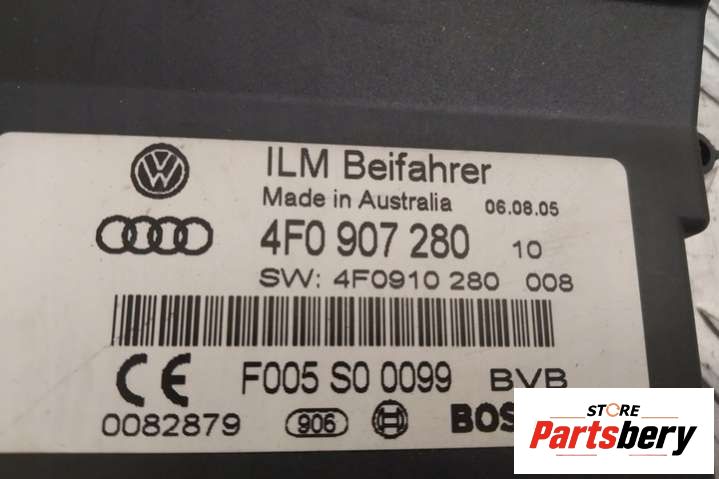 ILM Beifahrer
Made in Australia 06.08.05
4F0 907 280 10
SW: 4F0910 280 008
CE F005 S0 0099 BVB
0082879 906
STORE
Partsbery